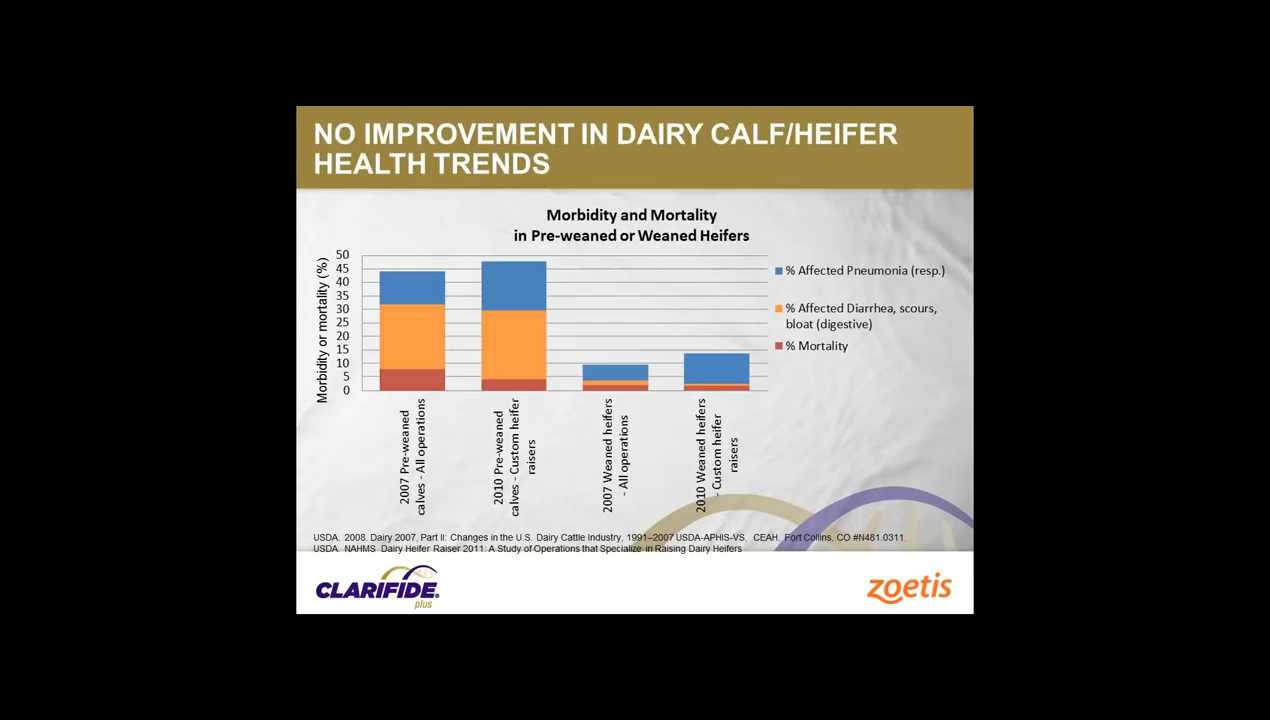 NO IMPROVEMENT IN DAIRY CALF/HEIFER
HEALTH TRENDS
Morbidity and Mortality
in Pre-weaned or Weaned Heifers
Morbidity or mortality (%)
50
45
40
35
30
25
20
15
10
5
0
% Affected Pneumonia (resp.)
% Affected Diarrhea, scours,
bloat (digestive)
% Mortality
2007 Pre-weaned
calves - All operations
2010 Pre-weaned
calves - Custom heifer
raisers
2007 Weaned heifers
- All operations
2010 Weaned heifers
- Custom heifer
raisers
USDA. 2008. Dairy 2007, Part II: Changes in the U.S. Dairy Cattle Industry, 1991–2007 USDA-APHIS-VS, CEAH. Fort Collins, CO #N481.0311.
USDA. NAHMS Dairy Heifer Raiser 2011: A Study of Operations that Specialize in Raising Dairy Heifers
CLARIFIDE®
plus
zoetis